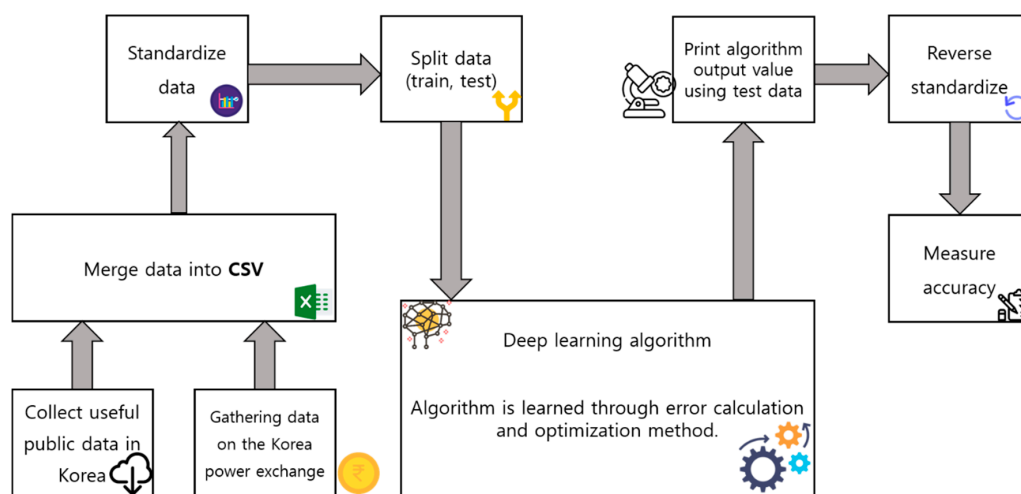 Standardize
data
Split data
(train, test)
Print algorithm
output value
using test data
Reverse
standardize
Merge data into CSV
Measure
accuracy
Deep learning algorithm
Algorithm is learned through error calculation
and optimization method.
Collect useful
public data in
Korea
Gathering data
on the Korea
power exchange
X
₹